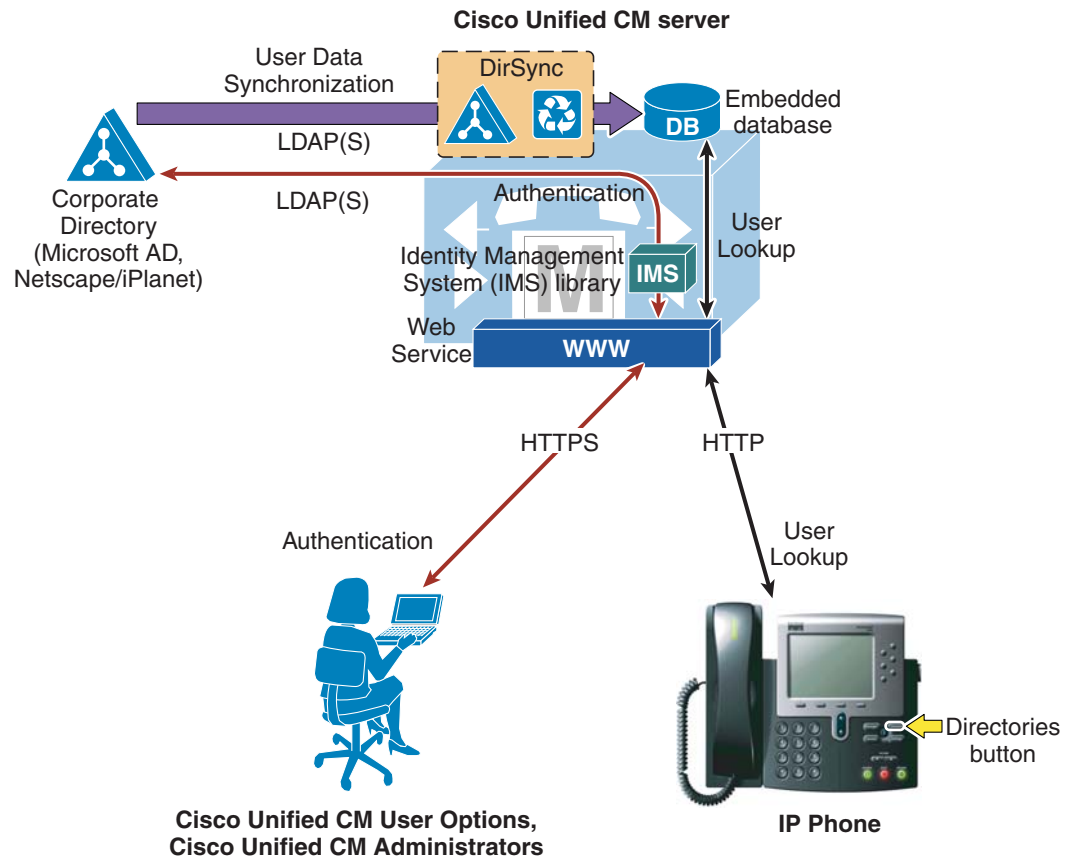 Cisco Unified CM server
User Data
Synchronization
DirSync
LDAP(S)
DB
Embedded
database
LDAP(S)
Authentication
Corporate
Directory
(Microsoft AD,
Netscape/iPlanet)
User
Lookup
Identity Management
System (IMS) library
IMS
M
Web
Service
WWW
HTTPS
HTTP
Authentication
User
Lookup
Directories
button
Cisco Unified CM User Options,
Cisco Unified CM Administrators
IP Phone